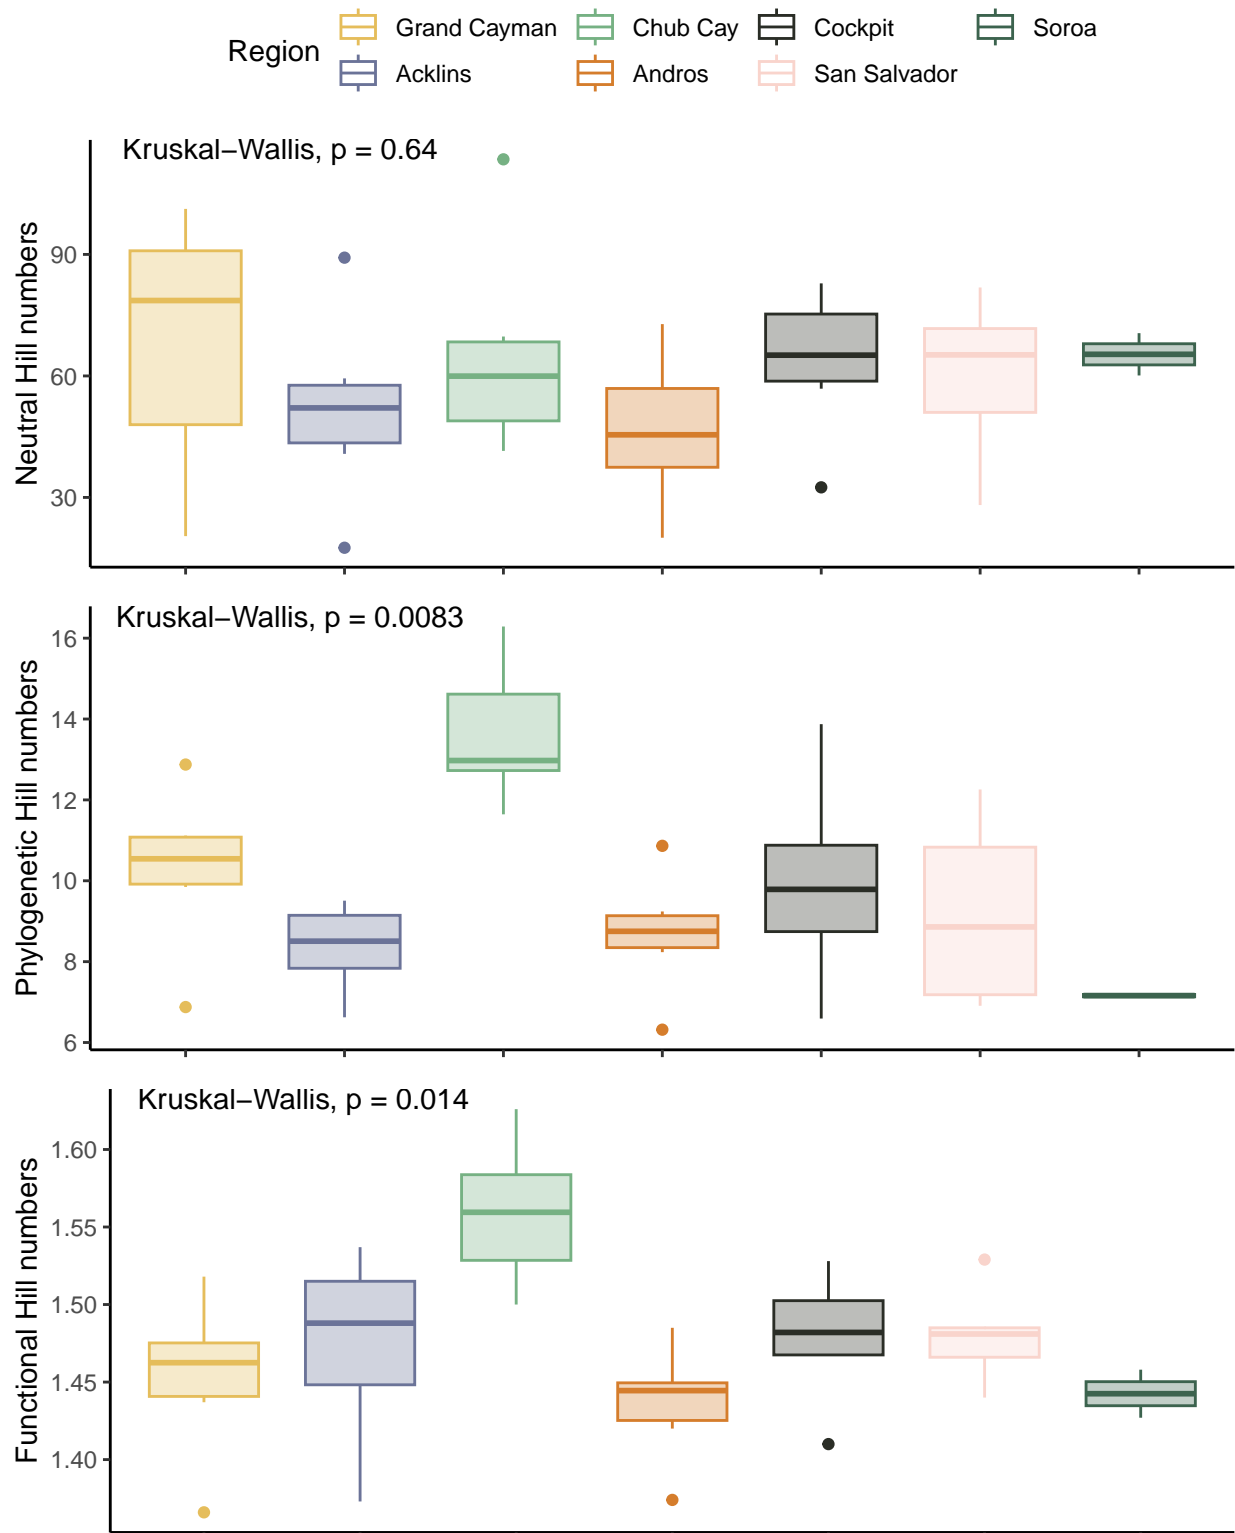 Region
Grand Cayman
Chub Cay
Cockpit
Soroa
Acklins
Andros
San Salvador
Kruskal−Wallis, p = 0.64
Neutral Hill numbers
90
60
30
Kruskal−Wallis, p = 0.0083
Phylogenetic Hill numbers
16
14
12
10
8
6
Kruskal−Wallis, p = 0.014
Functional Hill numbers
1.60
1.55
1.50
1.45
1.40